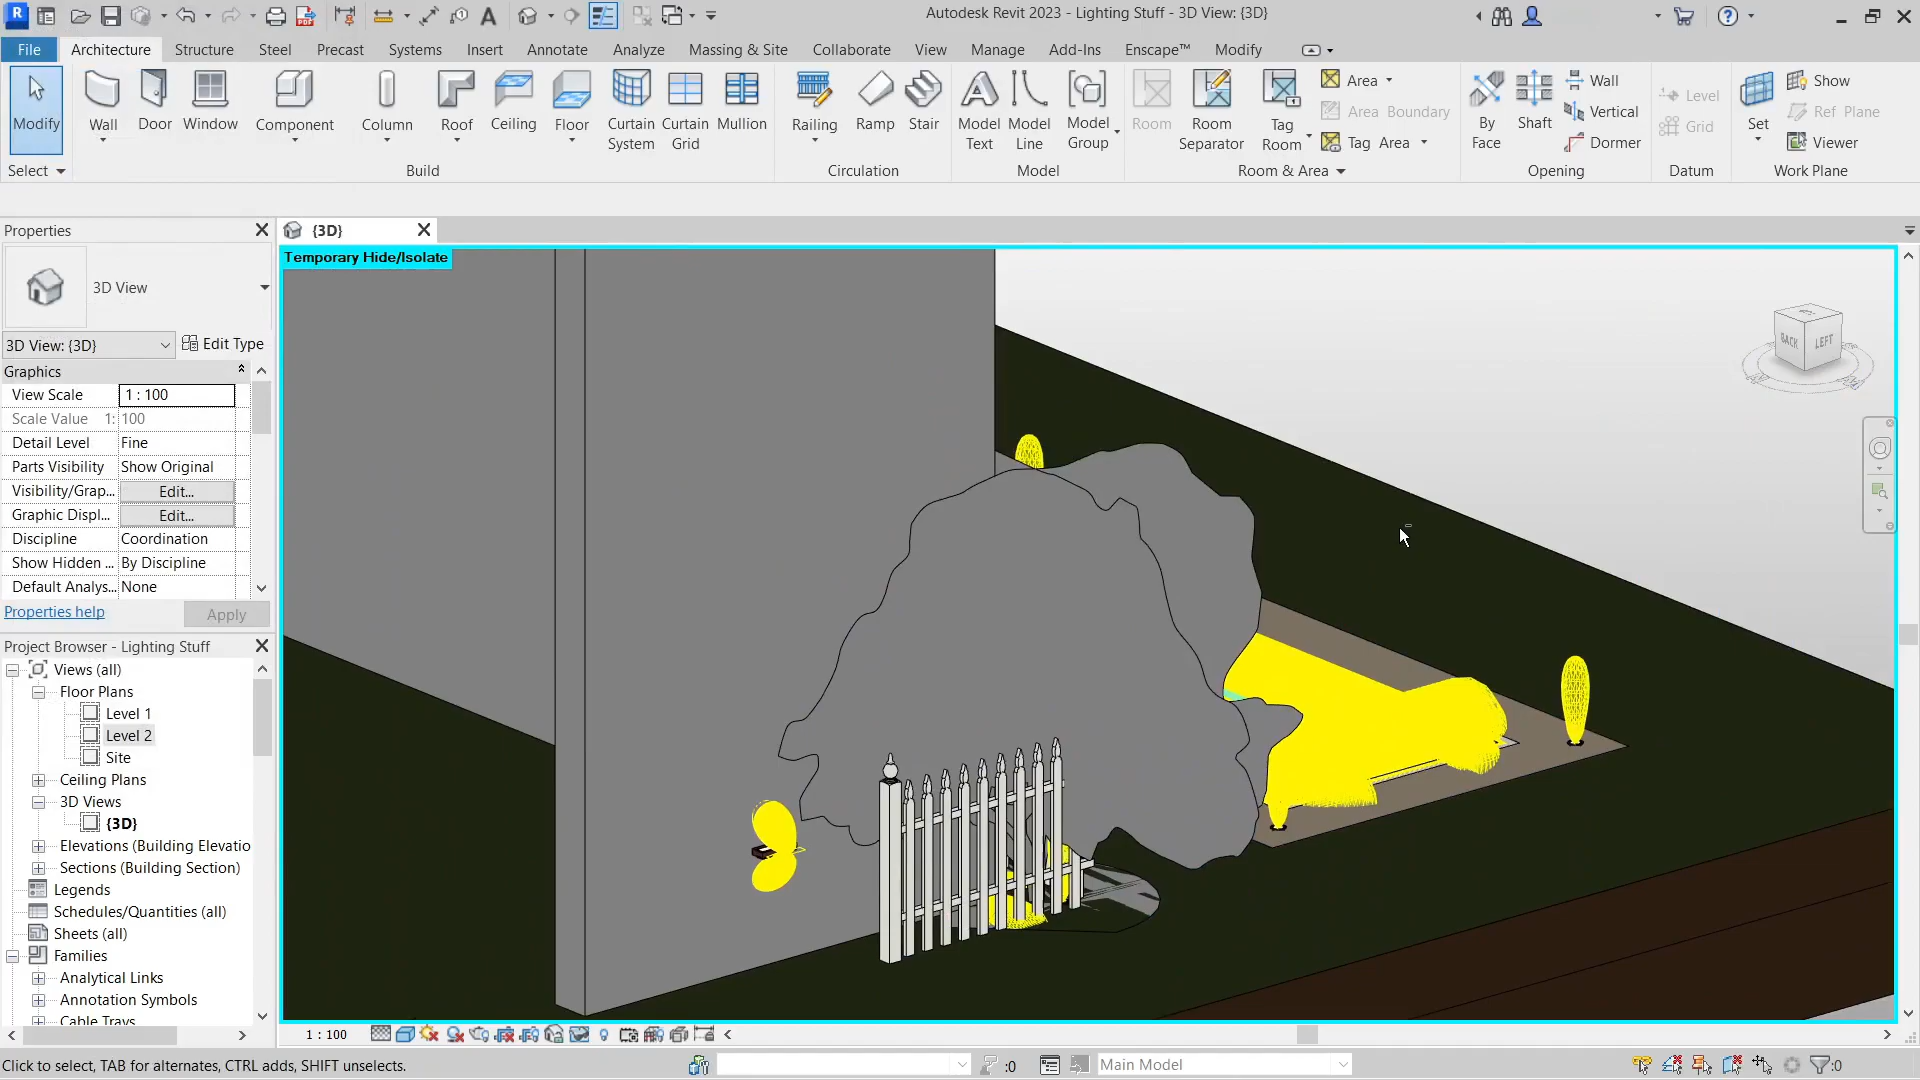 Autodesk Revit 2023 - Lighting Stuff - 3D View: {3D}
File Architecture Structure Steel Precast Systems Insert Annotate Analyze Massing & Site Collaborate View Manage Add-Ins Enscape™ Modify
Modify
Wall
Door
Window
Component
Column
Roof
Ceiling
Floor
Curtain System
Curtain Grid
Mullion
Railing
Ramp
Stair
Model Text
Model Line
Model Group
Room
Room Separator
Tag Room
Area
Area Boundary
Tag Area
By Face
Shaft
Wall
Vertical
Dormer
Level
Grid
Set
Show
Ref Plane
Viewer
Select Build Circulation Model Room & Area Opening Datum Work Plane
Properties
{3D}
Temporary Hide/Isolate
3D View
3D View: {3D} Edit Type
Graphics
View Scale 1 : 100
Scale Value 1: 100
Detail Level Fine
Parts Visibility Show Original
Visibility/Grap... Edit...
Graphic Displ... Edit...
Discipline Coordination
Show Hidden ... By Discipline
Default Analys... None
Properties help Apply
Project Browser - Lighting Stuff
Views (all)
Floor Plans
Level 1
Level 2
Site
Ceiling Plans
3D Views
{3D}
Elevations (Building Elevatio
Sections (Building Section)
Legends
Schedules/Quantities (all)
Sheets (all)
Families
Analytical Links
Annotation Symbols
Cable Trays
BACK LEFT
1 : 100
Click to select, TAB for alternates, CTRL adds, SHIFT unselects.
:0
Main Model
:0